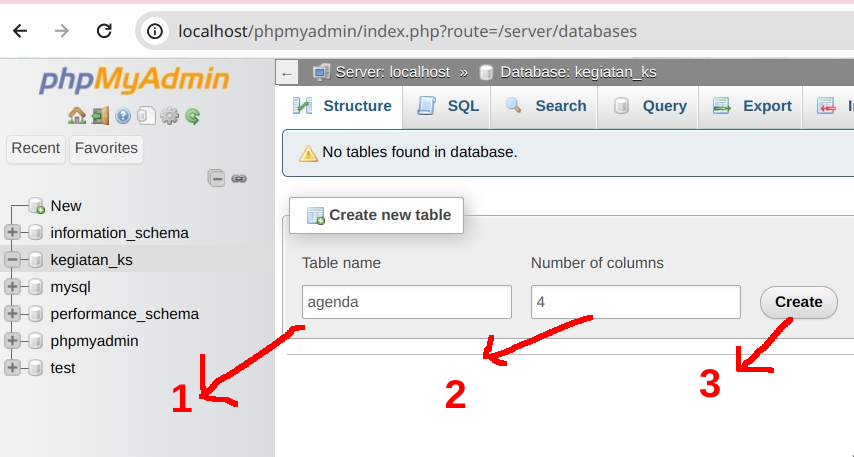 localhost/phpmyadmin/index.php?route=/server/databases
phpMyAdmin
Recent Favorites
New
information_schema
kegiatan_ks
mysql
performance_schema
phpmyadmin
test
Server: localhost » Database: kegiatan_ks
Structure SQL Search Query Export
No tables found in database.
Create new table
Table name Number of columns
agenda 4 Create
1 2 3